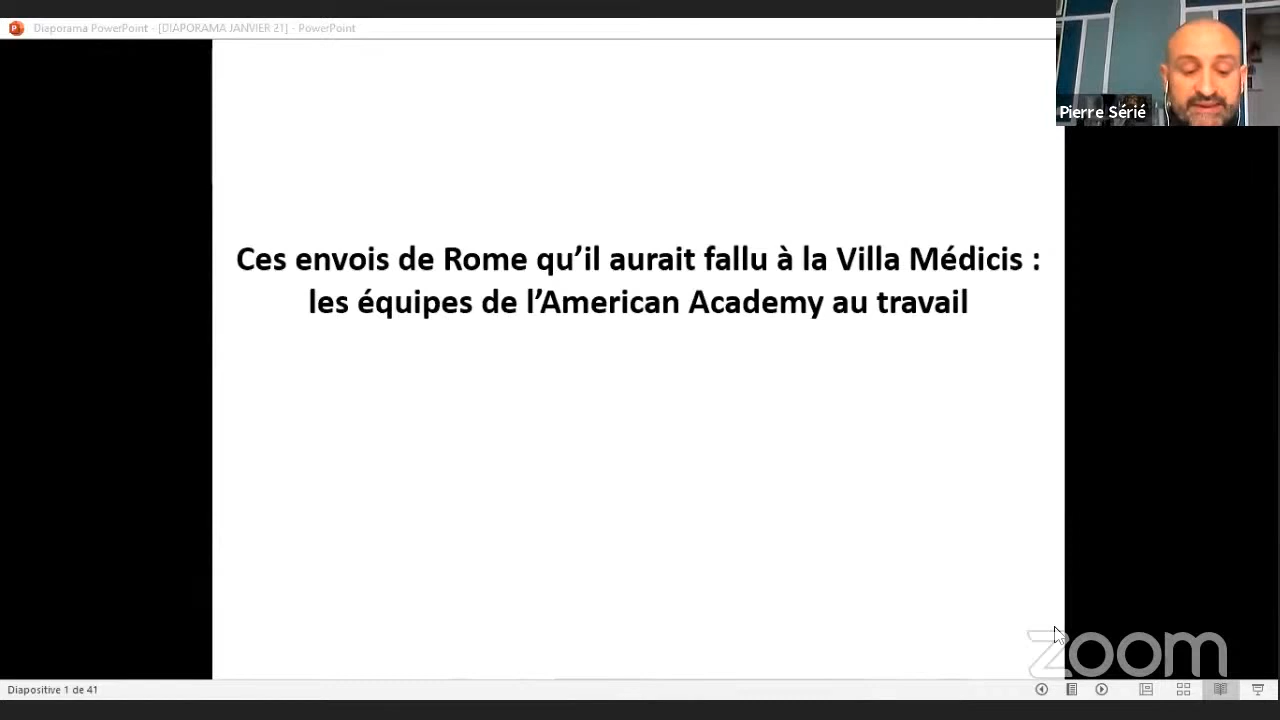 Diaporama PowerPoint - [DIAPORAMA JANVIER 21] - PowerPoint
Pierre Sérié
Ces envois de Rome qu’il aurait fallu à la Villa Médicis :
les équipes de l’American Academy au travail
zoom
Diapositive 1 de 41